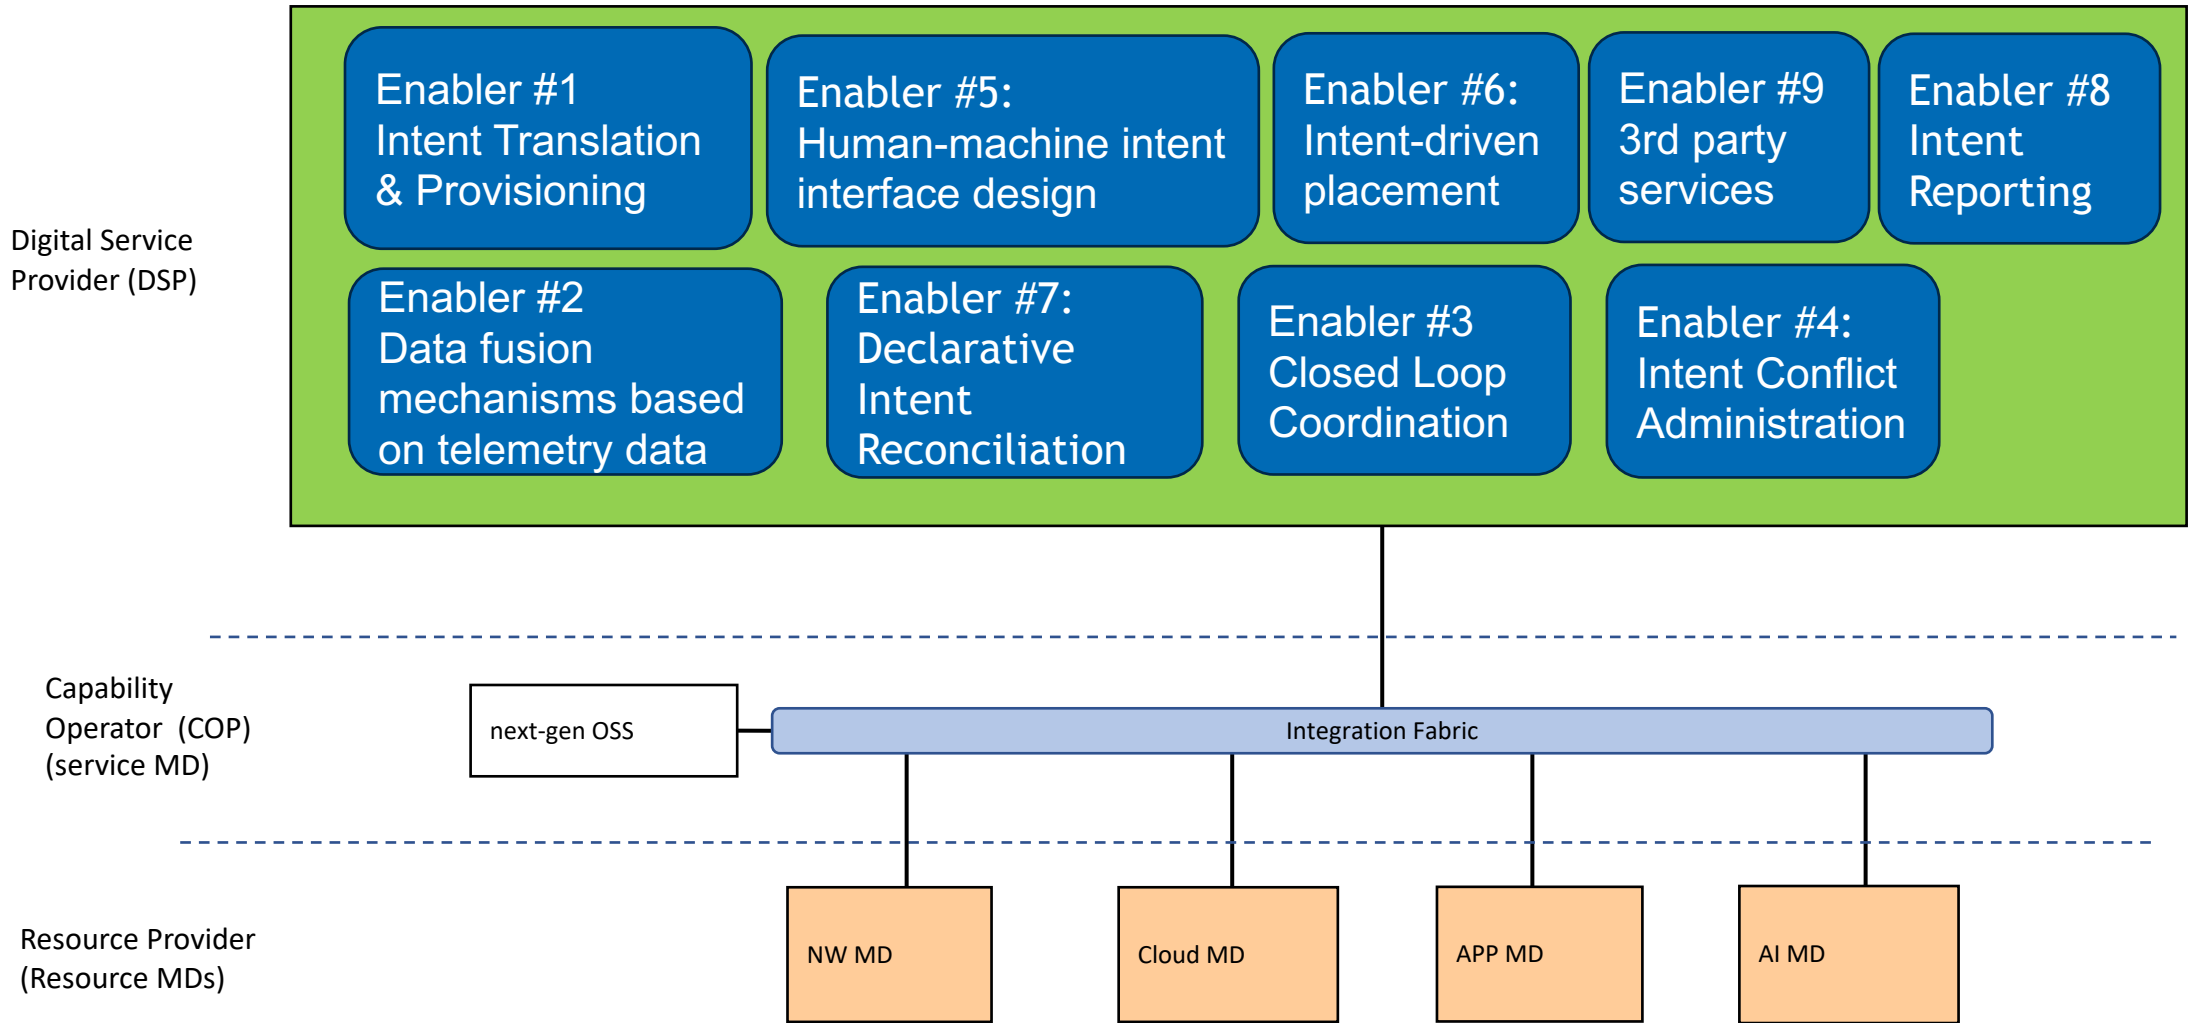 Enabler #1
Intent Translation
& Provisioning
Enabler #5:
Human-machine intent
interface design
Enabler #6:
Intent-driven
placement
Enabler #9
3rd party
services
Enabler #8
Intent
Reporting
Digital Service
Provider (DSP)
Enabler #2
Data fusion
mechanisms based
on telemetry data
Enabler #7:
Declarative
Intent
Reconciliation
Enabler #3
Closed Loop
Coordination
Enabler #4:
Intent Conflict
Administration
Capability
Operator (COP)
(service MD)
next-gen OSS
Integration Fabric
Resource Provider
(Resource MDs)
NW MD
Cloud MD
APP MD
AI MD